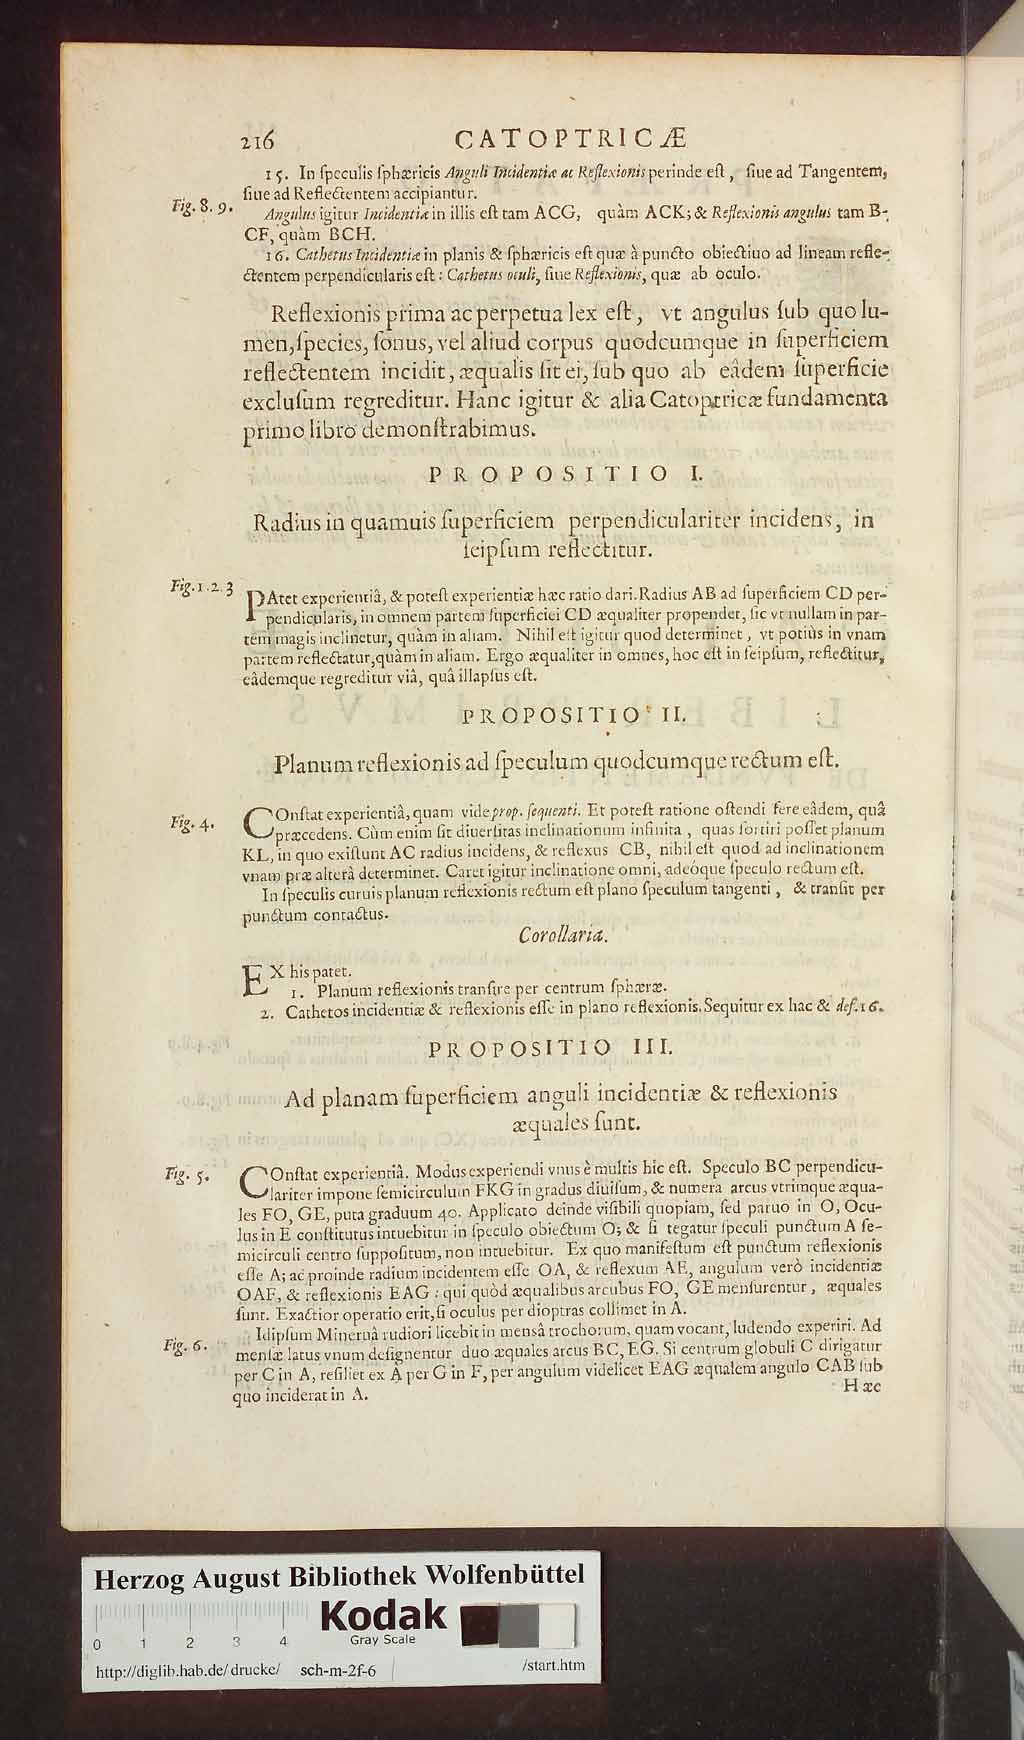 216 CATOPTRICÆ
15. In ſpeculis ſphæricis Anguli Incidentiæ ac Reflexionis perinde eſt, ſiue ad Tangentem,
ſiue ad Reflectentem accipiantur.
Fig. 8. 9.
Angulus igitur Incidentiæ in illis eſt tam ACG, quàm ACK; & Reflexionis angulus tam B-
CF, quàm BCH.
16. Cathetus Incidentiæ in planis & ſphæricis eſt quæ à puncto obiectiuo ad lineam refle-
ctentem perpendicularis eſt: Cathetus oculi, ſiue Reflexionis, quæ ab oculo.
Reflexionis prima ac perpetua lex eſt, vt angulus ſub quo lu-
men, ſpecies, ſonus, vel aliud corpus quodcumque in ſuperficiem
reflectentem incidit, æqualis ſit ei, ſub quo ab eâdem ſuperficie
excluſum regreditur. Hanc igitur & alia Catoptricæ fundamenta
primo libro demonſtrabimus.
PROPOSITIO I.
Radius in quamuis ſuperficiem perpendiculariter incidens, in
ſeipſum reflectitur.
Fig. 1. 2. 3
PAtet experientiâ, & poteſt experientiæ hæc ratio dari. Radius AB ad ſuperficiem CD per-
pendicularis, in omnem partem ſuperficiei CD æqualiter propendet, ſic vt nullam in par-
tem magis inclinetur, quàm in aliam. Nihil eſt igitur quod determinet, vt potiùs in vnam
partem reflectatur, quàm in aliam. Ergo æqualiter in omnes, hoc eſt in ſeipſum, reflectitur,
eâdemque regreditur viâ, quâ illapſus eſt.
PROPOSITIO II.
Planum reflexionis ad ſpeculum quodcumque rectum eſt.
Fig. 4.
COnſtat experientiâ, quam vide prop. ſequenti. Et poteſt ratione oſtendi fere eâdem, quâ
præcedens. Cùm enim ſit diuerſitas inclinationum infinita, quas ſortiri poſſet planum
KL, in quo exiſtunt AC radius incidens, & reflexus CB, nihil eſt quod ad inclinationem
vnam præ alterâ determinet. Caret igitur inclinatione omni, adeóque ſpeculo rectum eſt.
In ſpeculis curuis planum reflexionis rectum eſt plano ſpeculum tangenti, & tranſit per
punctum contactus.
Corollaria.
EX his patet.
1. Planum reflexionis tranſire per centrum ſphæræ.
2. Cathetos incidentiæ & reflexionis eſſe in plano reflexionis. Sequitur ex hac & def. 16.
PROPOSITIO III.
Ad planam ſuperficiem anguli incidentiæ & reflexionis
æquales ſunt.
Fig. 5.
COnſtat experientiâ. Modus experiendi vnus è multis hic eſt. Speculo BC perpendicu-
lariter impone ſemicirculum FKG in gradus diuiſum, & numera arcus vtrimque æqua-
les FO, GE, puta graduum 40. Applicato deinde viſibili quopiam, ſed paruo in O, Ocu-
lus in E conſtitutus intuebitur in ſpeculo obiectum O; & ſi tegatur ſpeculi punctum A ſe-
micirculi centro ſuppoſitum, non intuebitur. Ex quo manifeſtum eſt punctum reflexionis
eſſe A; ac proinde radium incidentem eſſe OA, & reflexum AE, angulum verò incidentiæ
OAF, & reflexionis EAG: qui quòd æqualibus arcubus FO, GE menſurentur, æquales
ſunt. Exactior operatio erit, ſi oculus per dioptras collimet in A.
Fig. 6.
Idipſum Mineruâ rudiori licebit in menſâ trochorum, quam vocant, ludendo experiri. Ad
menſæ latus vnum deſignentur duo æquales arcus BC, EG. Si centrum globuli C dirigatur
per C in A, reſiliet ex A per G in F, per angulum videlicet EAG æqualem angulo CAB ſub
quo inciderat in A.
Hæc
Herzog August Bibliothek Wolfenbüttel
Kodak
Gray Scale
0 1 2 3 4
http://diglib.hab.de/drucke/ sch-m-2f-6 /start.htm